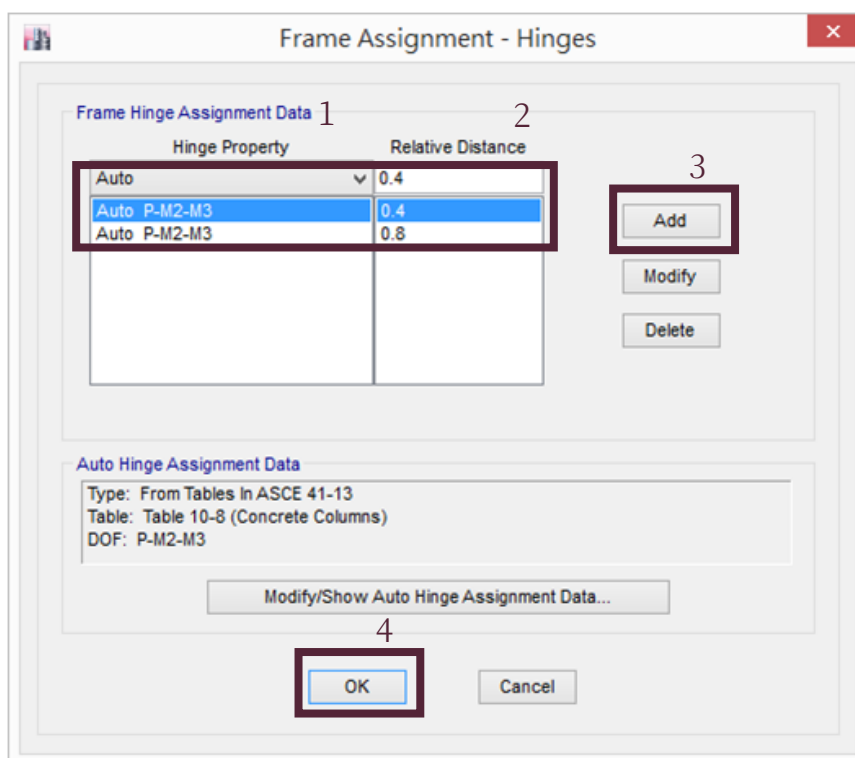 Frame Assignment - Hinges
Frame Hinge Assignment Data 1 2
Hinge Property Relative Distance
3
Auto 0.4
Auto P-M2-M3 0.4
Auto P-M2-M3 0.8
Add
Modify
Delete
Auto Hinge Assignment Data
Type: From Tables In ASCE 41-13
Table: Table 10-8 (Concrete Columns)
DOF: P-M2-M3
Modify/Show Auto Hinge Assignment Data...
4
OK Cancel